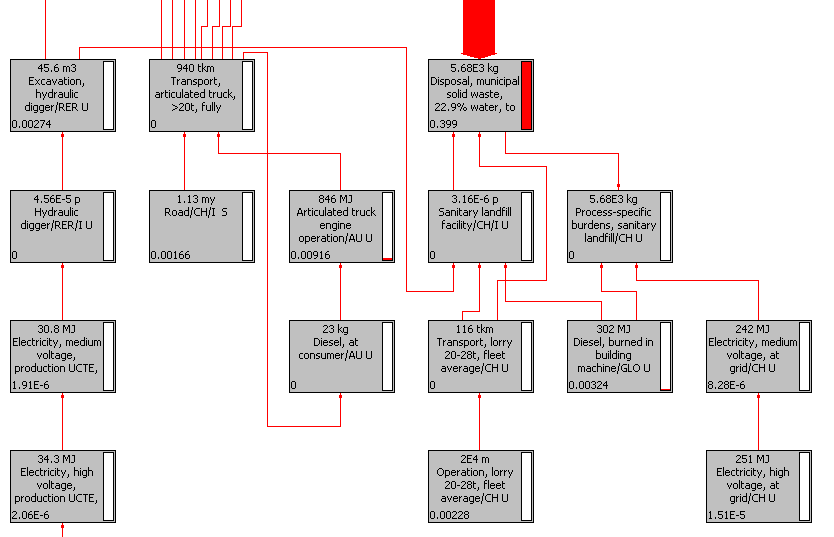 45.6 m3
Excavation,
hydraulic
digger/RER U
0.00274
940 tkm
Transport,
articulated truck,
>20t, fully
0
5.68E3 kg
Disposal, municipal
solid waste,
22.9% water, to
0.399
4.56E-5 p
Hydraulic
digger/RER/I U
0
1.13 my
Road/CH/I S
0.00166
846 MJ
Articulated truck
engine
operation/AU U
0.00916
3.16E-6 p
Sanitary landfill
facility/CH/I U
0
5.68E3 kg
Process-specific
burdens, sanitary
landfill/CH U
0
30.8 MJ
Electricity, medium
voltage,
production UCTE,
1.91E-6
23 kg
Diesel, at
consumer/AU U
0
116 tkm
Transport, lorry
20-28t, fleet
average/CH U
0
302 MJ
Diesel, burned in
building
machine/GLO U
0.00324
242 MJ
Electricity, medium
voltage, at
grid/CH U
8.28E-6
34.3 MJ
Electricity, high
voltage,
production UCTE,
2.06E-6
2E4 m
Operation, lorry
20-28t, fleet
average/CH U
0.00228
251 MJ
Electricity, high
voltage, at
grid/CH U
1.51E-5